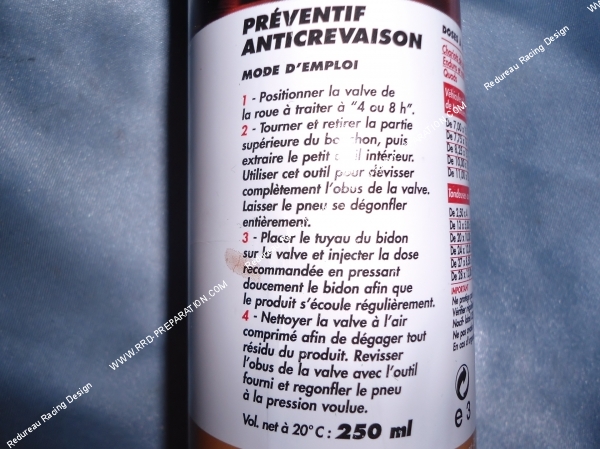 PRÉVENTIF
ANTICREVAISON
MODE D'EMPLOI
1 - Positionner la valve de
la roue à traiter à "4 ou 8 h".
2 - Tourner et retirer la partie
supérieure du bouchon, puis
extraire le petit outil intérieur.
Utiliser cet outil pour dévisser
complètement l'obus de la valve.
Laisser le pneu se dégonfler
entièrement.
3 - Placer le tuyau du bidon
sur la valve et injecter la dose
recommandée en pressant
doucement le bidon afin que
le produit s'écoule régulièrement.
4 - Nettoyer la valve à l'air
comprimé afin de dégager tout
résidu du produit. Revisser
l'obus de la valve avec l'outil
fourni et regonfler le pneu
à la pression voulue.
Vol. net à 20°C : 250 ml
De 7,00
IMPORTANT
e 3
Redureau Racing Design
WWW.RRD-PREPARATION.COM
Redureau Racing Design